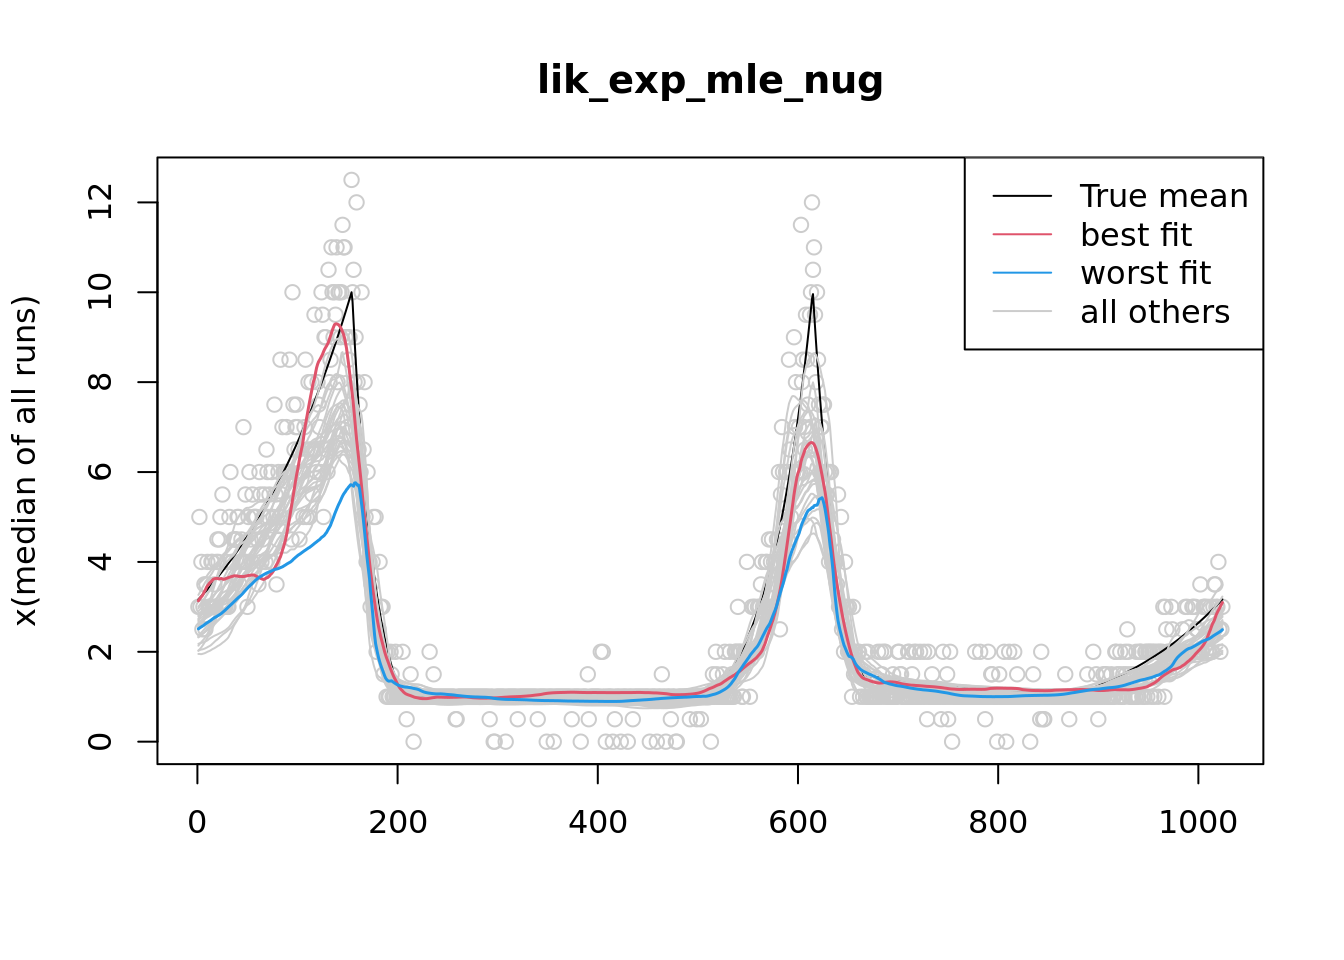 lik_exp_mle_nug
x(median of all runs)
12
10
8
6
4
2
0
True mean
best fit
worst fit
all others
0 200 400 600 800 1000